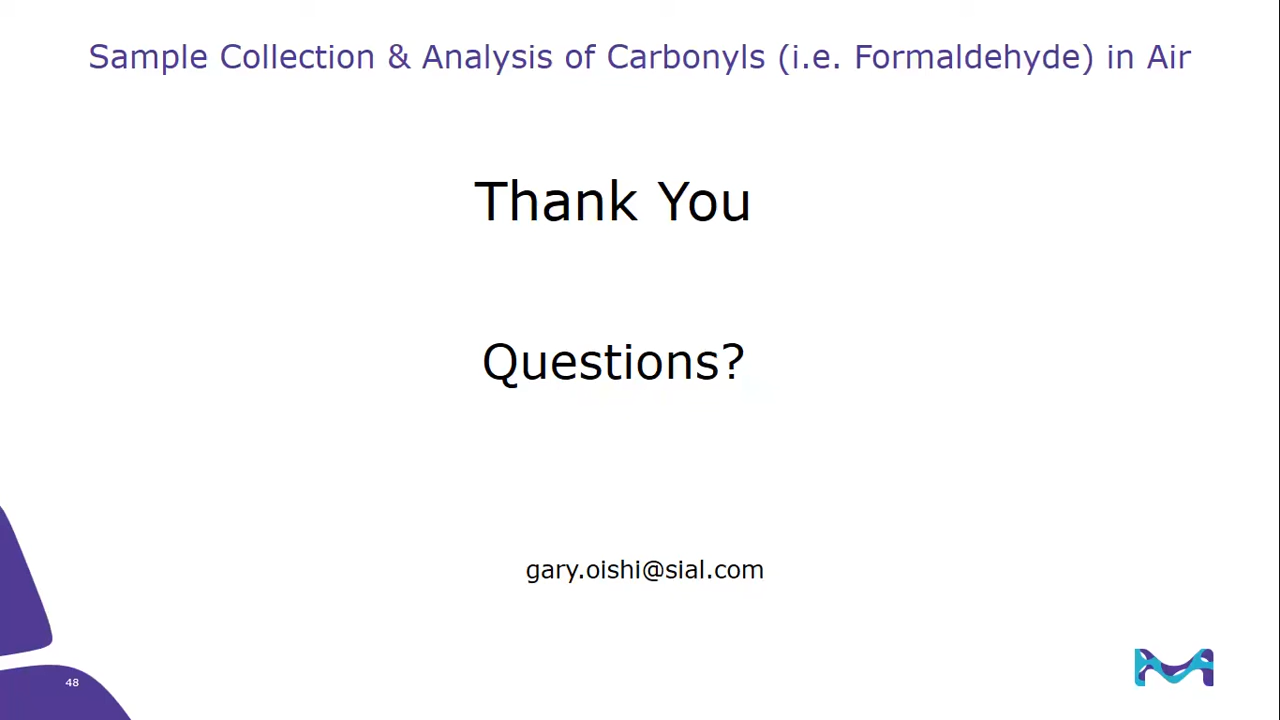 Sample Collection & Analysis of Carbonyls (i.e. Formaldehyde) in Air
Thank You
Questions?
gary.oishi@sial.com
48